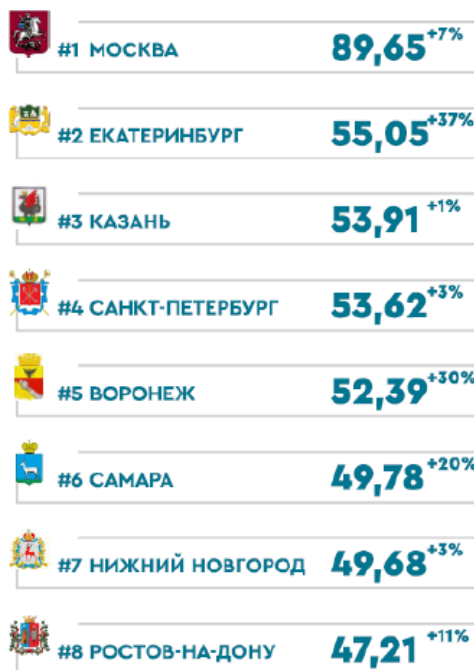 #1 МОСКВА 89,65 +7%
#2 ЕКАТЕРИНБУРГ 55,05 +37%
#3 КАЗАНЬ 53,91 +1%
#4 САНКТ-ПЕТЕРБУРГ 53,62 +3%
#5 ВОРОНЕЖ 52,39 +30%
#6 САМАРА 49,78 +20%
#7 НИЖНИЙ НОВГОРОД 49,68 +3%
#8 РОСТОВ-НА-ДОНУ 47,21 +11%